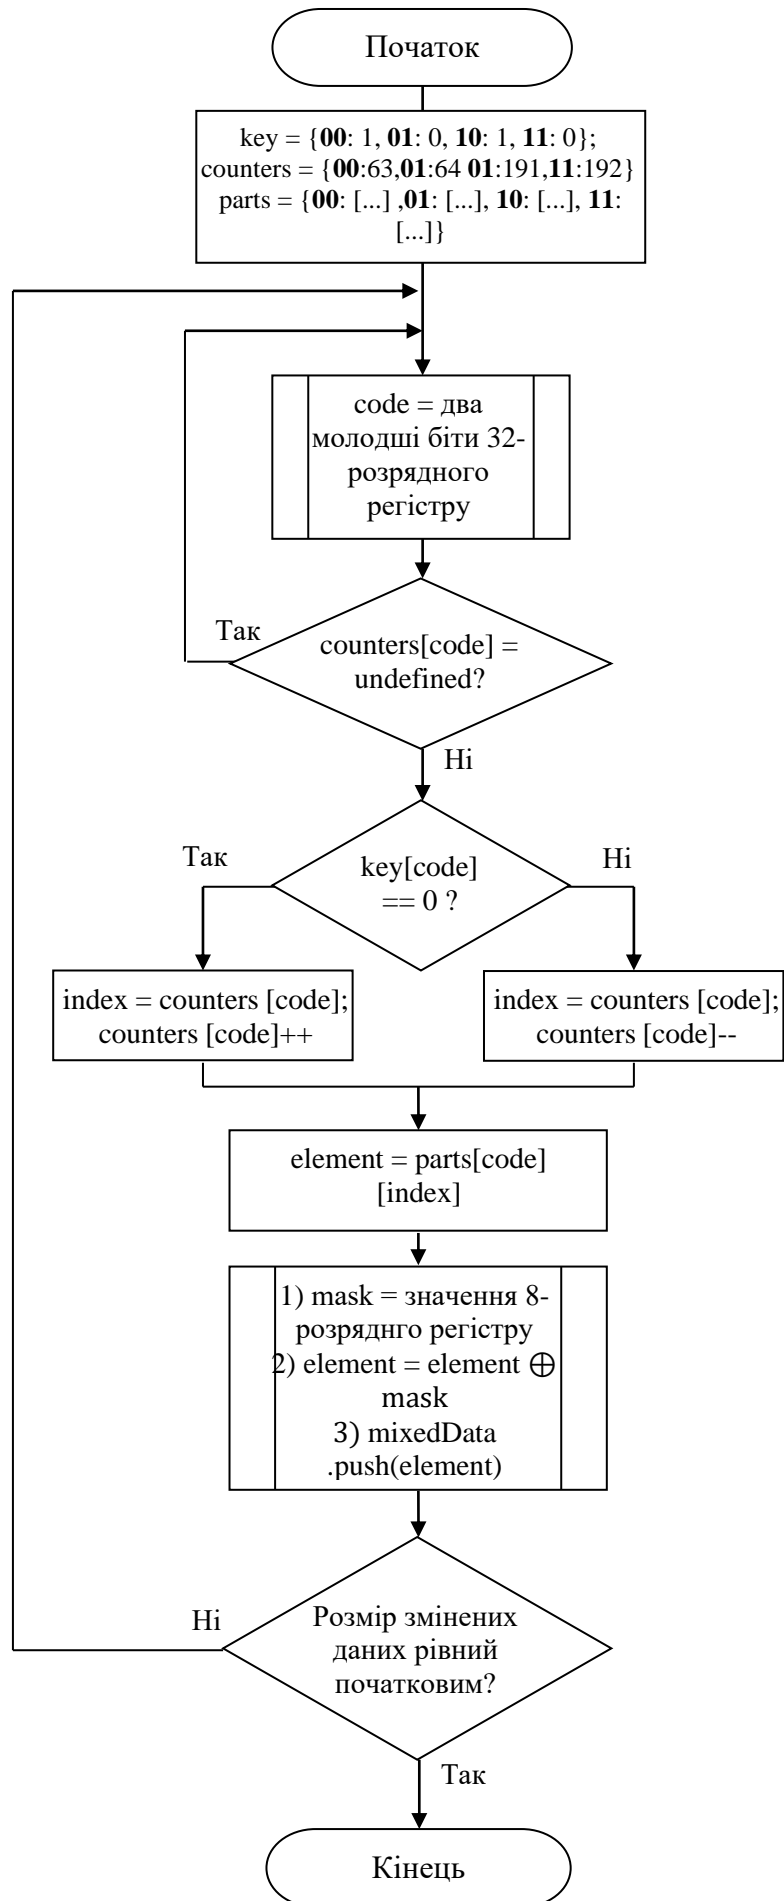 Початок
key = {00: 1, 01: 0, 10: 1, 11: 0};
counters = {00:63,01:64 01:191,11:192}
parts = {00: [...] ,01: [...], 10: [...], 11:
[...]}
code = два
молодші біти 32-
розрядного
регістру
Так
counters[code] =
undefined?
Ні
Так
key[code]
== 0 ?
Ні
index = counters [code];
counters [code]++
index = counters [code];
counters [code]--
element = parts[code]
[index]
1) mask = значення 8-
розряднго регістру
2) element = element ⊕
mask
3) mixedData
.push(element)
Ні
Розмір змінених
даних рівний
початковим?
Так
Кінець